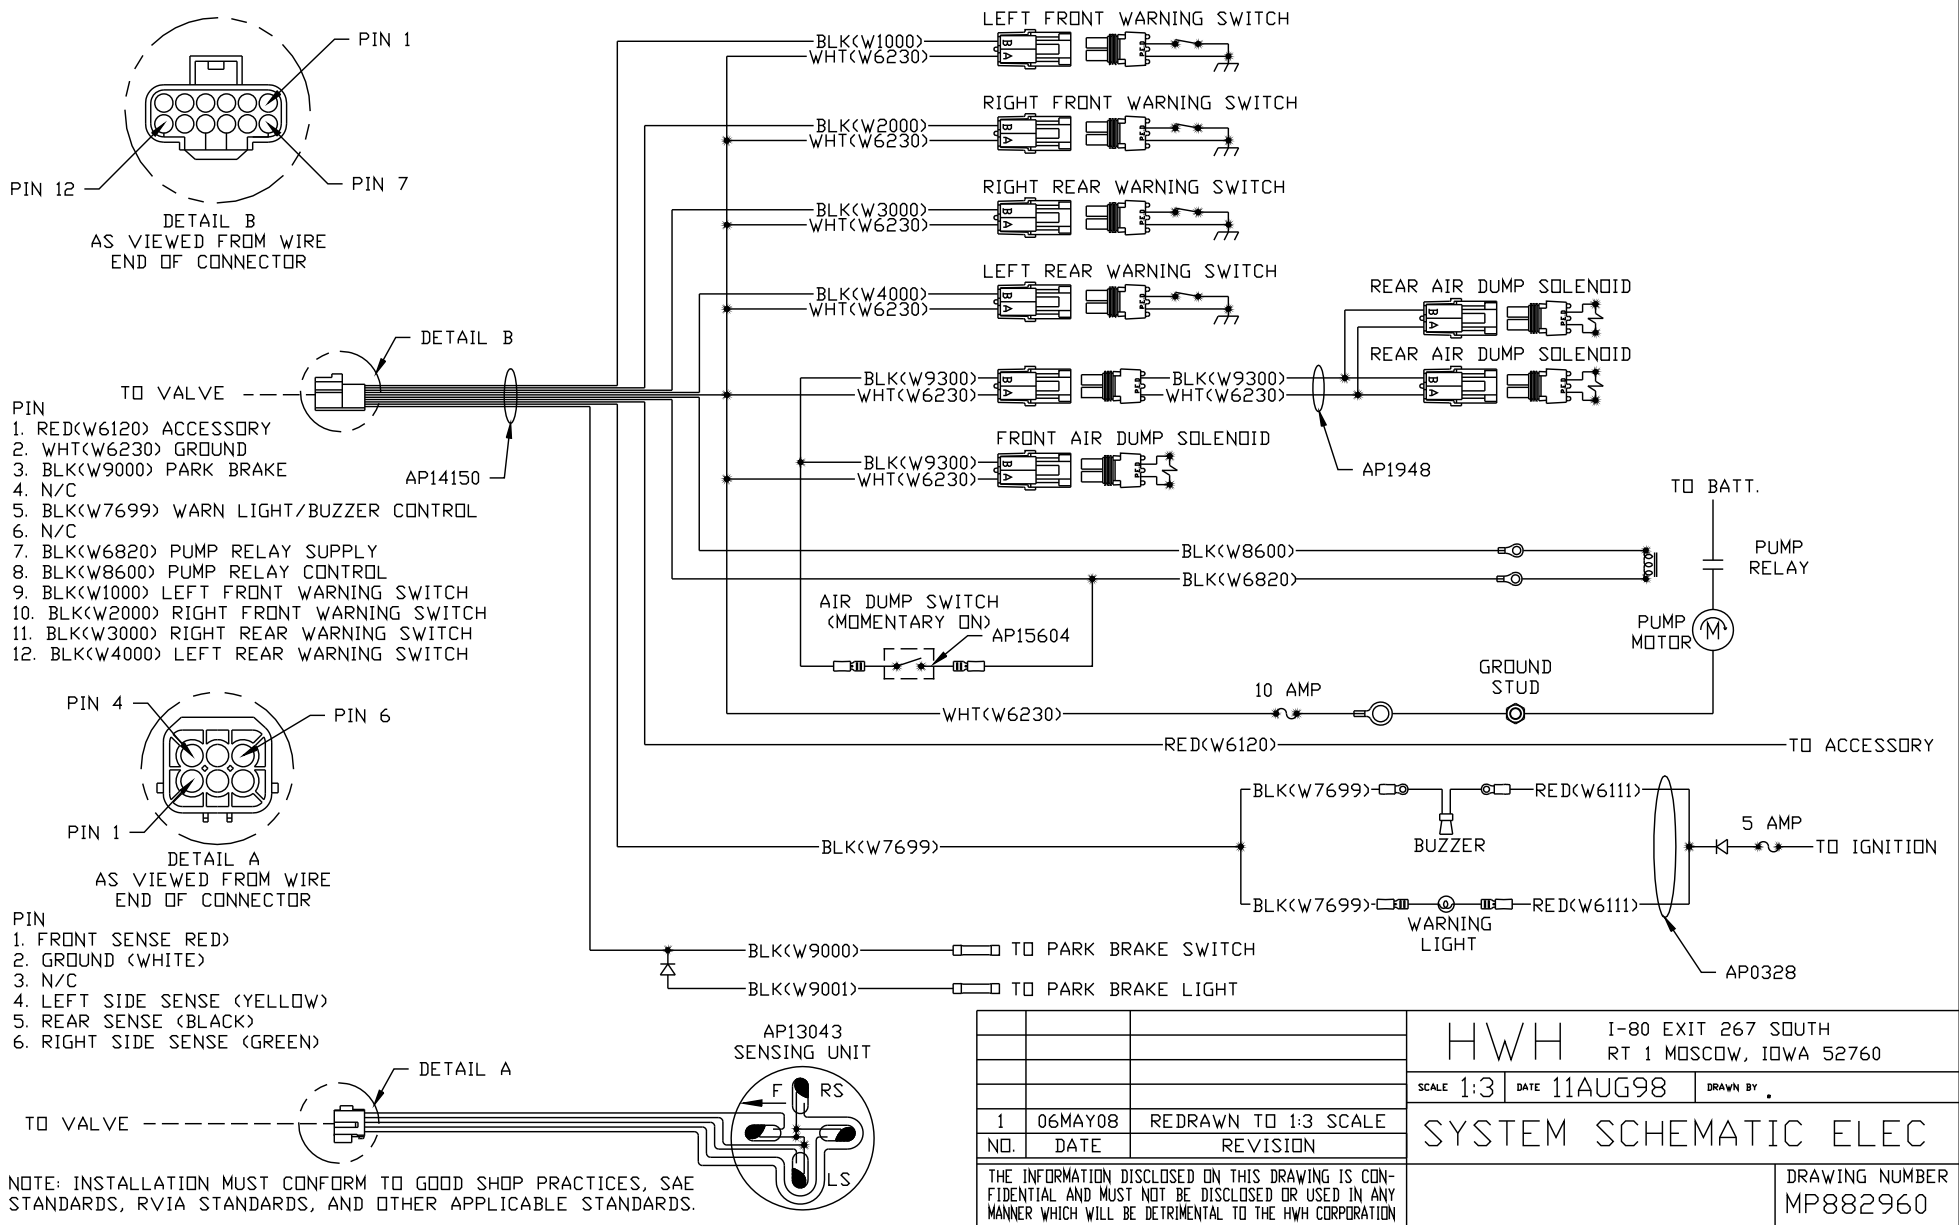 PIN 1
PIN 12
PIN 7
DETAIL B
AS VIEWED FROM WIRE
END OF CONNECTOR
DETAIL B
TO VALVE
AP14150
PIN
1. RED(W6120) ACCESSORY
2. WHT(W6230) GROUND
3. BLK(W9000) PARK BRAKE
4. N/C
5. BLK(W7699) WARN LIGHT/BUZZER CONTROL
6. N/C
7. BLK(W6820) PUMP RELAY SUPPLY
8. BLK(W8600) PUMP RELAY CONTROL
9. BLK(W1000) LEFT FRONT WARNING SWITCH
10. BLK(W2000) RIGHT FRONT WARNING SWITCH
11. BLK(W3000) RIGHT REAR WARNING SWITCH
12. BLK(W4000) LEFT REAR WARNING SWITCH
PIN 4
PIN 6
PIN 1
DETAIL A
AS VIEWED FROM WIRE
END OF CONNECTOR
PIN
1. FRONT SENSE RED)
2. GROUND (WHITE)
3. N/C
4. LEFT SIDE SENSE (YELLOW)
5. REAR SENSE (BLACK)
6. RIGHT SIDE SENSE (GREEN)
DETAIL A
TO VALVE
AP13043
SENSING UNIT
F RS
LS
NOTE: INSTALLATION MUST CONFORM TO GOOD SHOP PRACTICES, SAE
STANDARDS, RVIA STANDARDS, AND OTHER APPLICABLE STANDARDS.
LEFT FRONT WARNING SWITCH
BLK(W1000) B
WHT(W6230) A
RIGHT FRONT WARNING SWITCH
BLK(W2000) B
WHT(W6230) A
RIGHT REAR WARNING SWITCH
BLK(W3000) B
WHT(W6230) A
LEFT REAR WARNING SWITCH
BLK(W4000) B
WHT(W6230) A
REAR AIR DUMP SOLENOID
B
A
REAR AIR DUMP SOLENOID
BLK(W9300) B BLK(W9300) B
WHT(W6230) A WHT(W6230) A
AP1948
FRONT AIR DUMP SOLENOID
BLK(W9300) B
WHT(W6230) A
TO BATT.
BLK(W8600)
BLK(W6820)
PUMP
RELAY
AIR DUMP SWITCH
(MOMENTARY ON)
AP15604
PUMP
MOTOR
M
GROUND
STUD
10 AMP
WHT(W6230)
RED(W6120) TO ACCESSORY
BLK(W7699) RED(W6111)
BUZZER
5 AMP
BLK(W7699)
TO IGNITION
BLK(W7699) RED(W6111)
WARNING
LIGHT
AP0328
BLK(W9000) TO PARK BRAKE SWITCH
BLK(W9001) TO PARK BRAKE LIGHT
1 06MAY08 REDRAWN TO 1:3 SCALE
NO. DATE REVISION
THE INFORMATION DISCLOSED ON THIS DRAWING IS CON-
FIDENTIAL AND MUST NOT BE DISCLOSED OR USED IN ANY
MANNER WHICH WILL BE DETRIMENTAL TO THE HWH CORPORATION
HWH
I-80 EXIT 267 SOUTH
RT 1 MOSCOW, IOWA 52760
SCALE 1:3 DATE 11AUG98 DRAWN BY .
SYSTEM SCHEMATIC ELEC
DRAWING NUMBER
MP882960